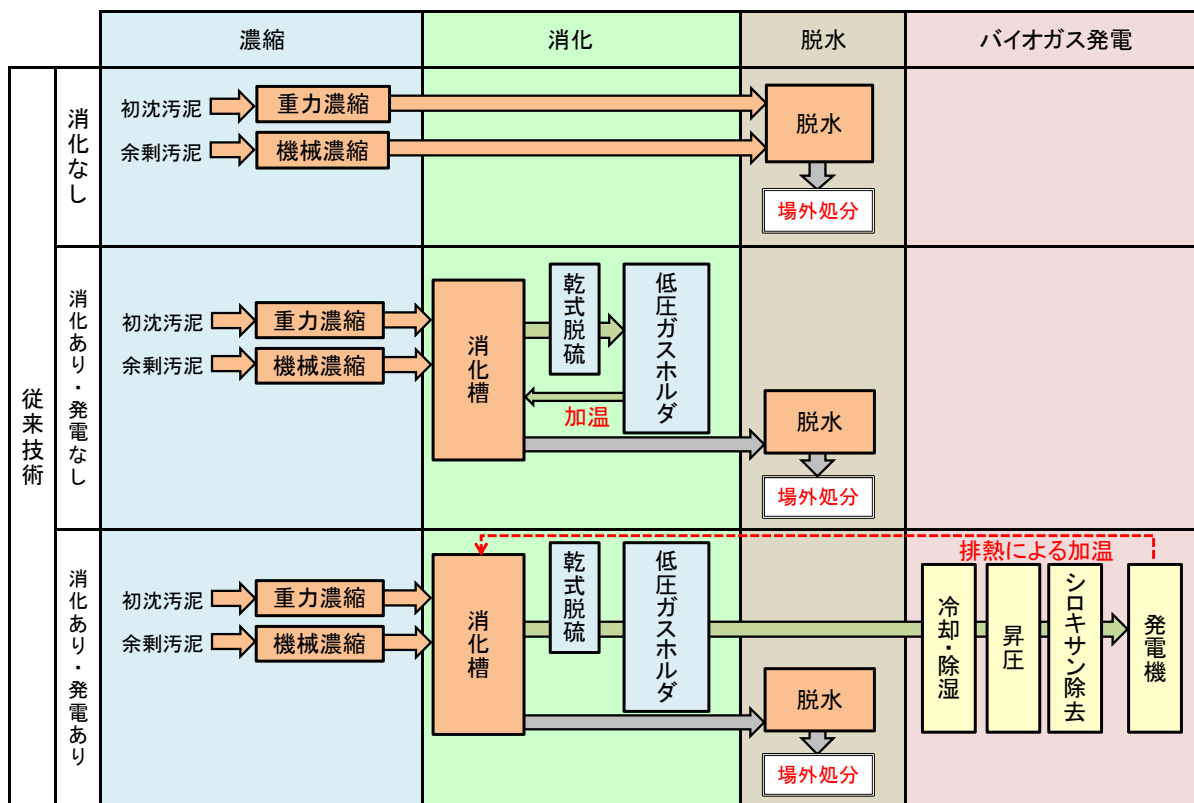 濃縮
消化
脱水
バイオガス発電
従来技術
消化なし
初沈汚泥
重力濃縮
余剰汚泥
機械濃縮
脱水
場外処分
消化あり・発電なし
初沈汚泥
重力濃縮
余剰汚泥
機械濃縮
消化槽
乾式脱硫
低圧ガスホルダ
加温
脱水
場外処分
消化あり・発電あり
初沈汚泥
重力濃縮
余剰汚泥
機械濃縮
消化槽
乾式脱硫
低圧ガスホルダ
脱水
場外処分
排熱による加温
冷却・除湿
昇圧
シロキサン除去
発電機